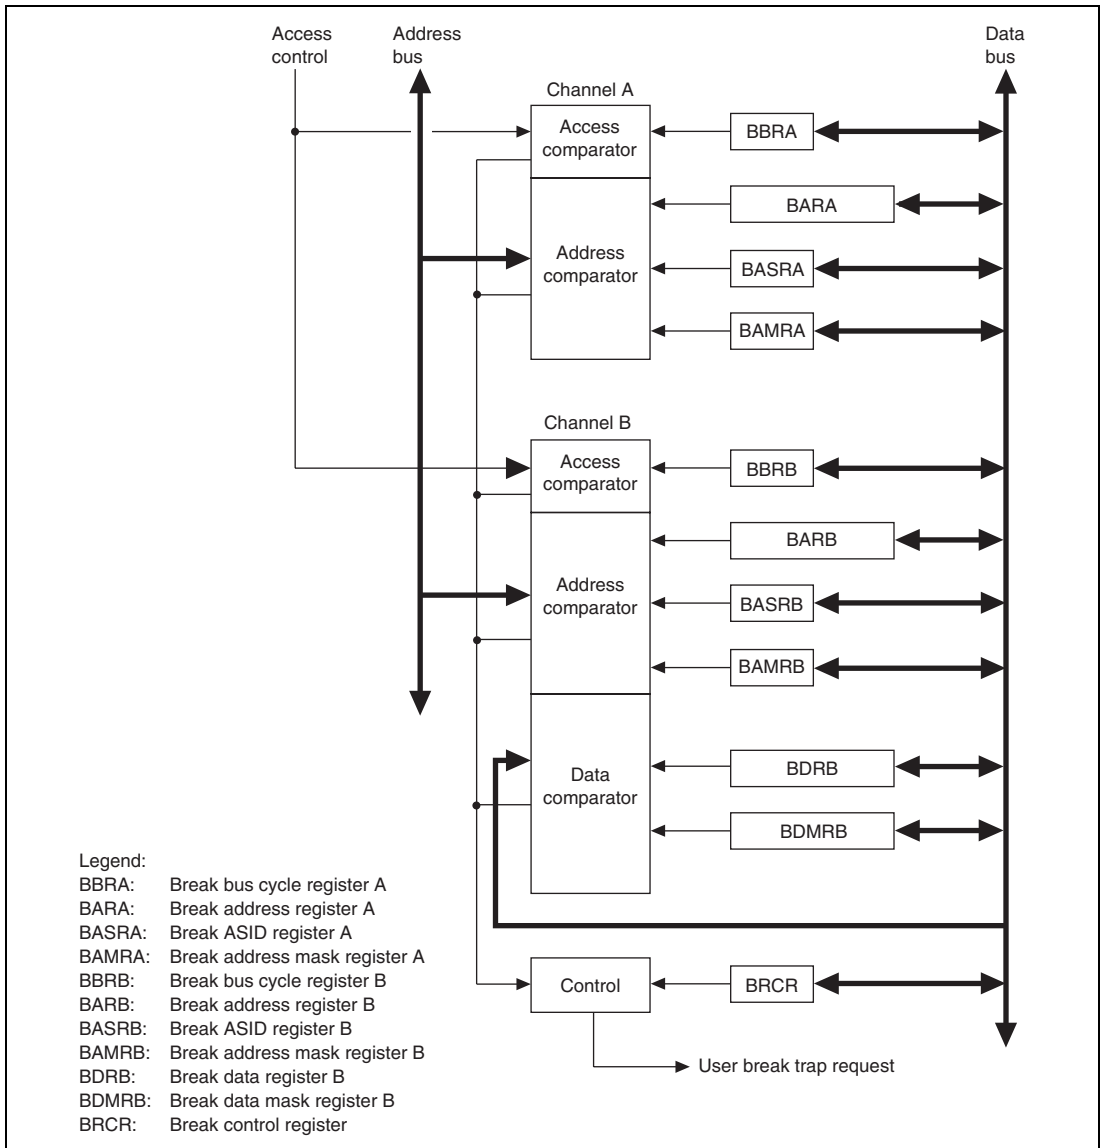 Access
control
Address
bus
Data
bus
Channel A
Access
comparator
BBRA
BARA
Address
comparator
BASRA
BAMRA
Channel B
Access
comparator
BBRB
BARB
Address
comparator
BASRB
BAMRB
Data
comparator
BDRB
BDMRB
Control
BRCR
User break trap request
Legend:
BBRA: Break bus cycle register A
BARA: Break address register A
BASRA: Break ASID register A
BAMRA: Break address mask register A
BBRB: Break bus cycle register B
BARB: Break address register B
BASRB: Break ASID register B
BAMRB: Break address mask register B
BDRB: Break data register B
BDMRB: Break data mask register B
BRCR: Break control register